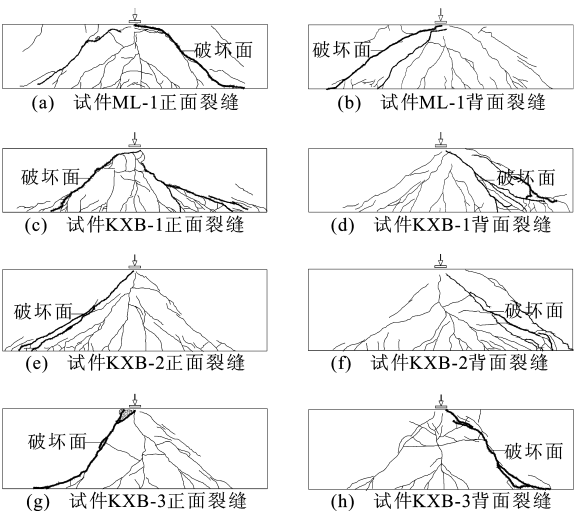 破坏面
破坏面
(a) 试件ML-1正面裂缝
(b) 试件ML-1背面裂缝
破坏面
破坏面
(c) 试件KXB-1正面裂缝
(d) 试件KXB-1背面裂缝
破坏面
破坏面
(e) 试件KXB-2正面裂缝
(f) 试件KXB-2背面裂缝
破坏面
破坏面
(g) 试件KXB-3正面裂缝
(h) 试件KXB-3背面裂缝